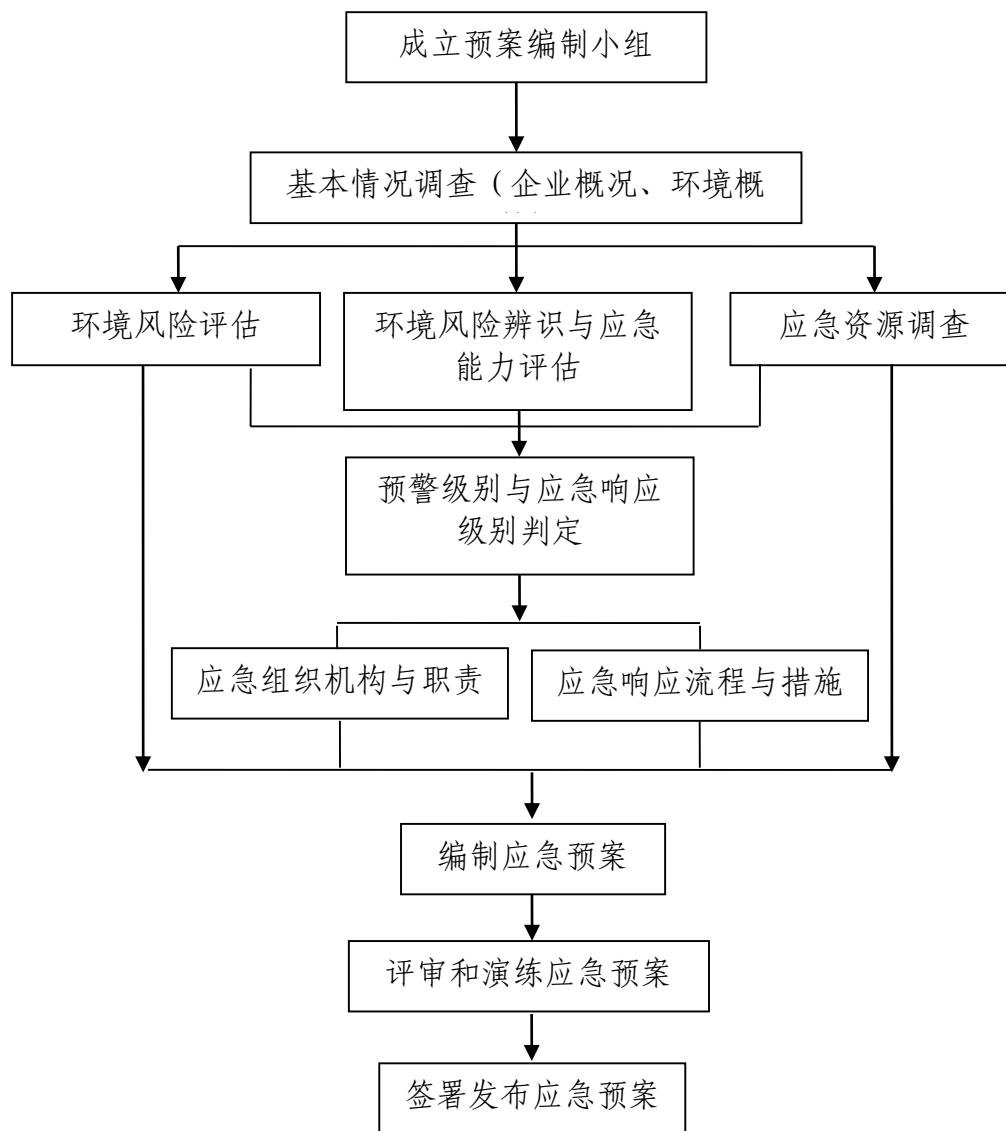 成立预案编制小组
基本情况调查（企业概况、环境概
环境风险评估
环境风险辨识与应急
能力评估
应急资源调查
预警级别与应急响应
级别判定
应急组织机构与职责
应急响应流程与措施
编制应急预案
评审和演练应急预案
签署发布应急预案